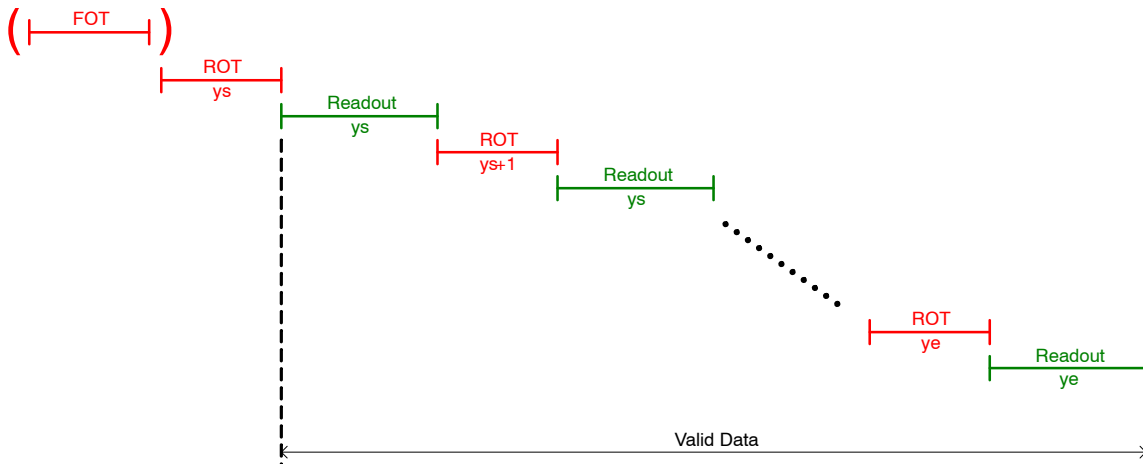 ( FOT )
ROT
ys
Readout
ys
ROT
ys+1
Readout
ys
ROT
ye
Readout
ye
Valid Data